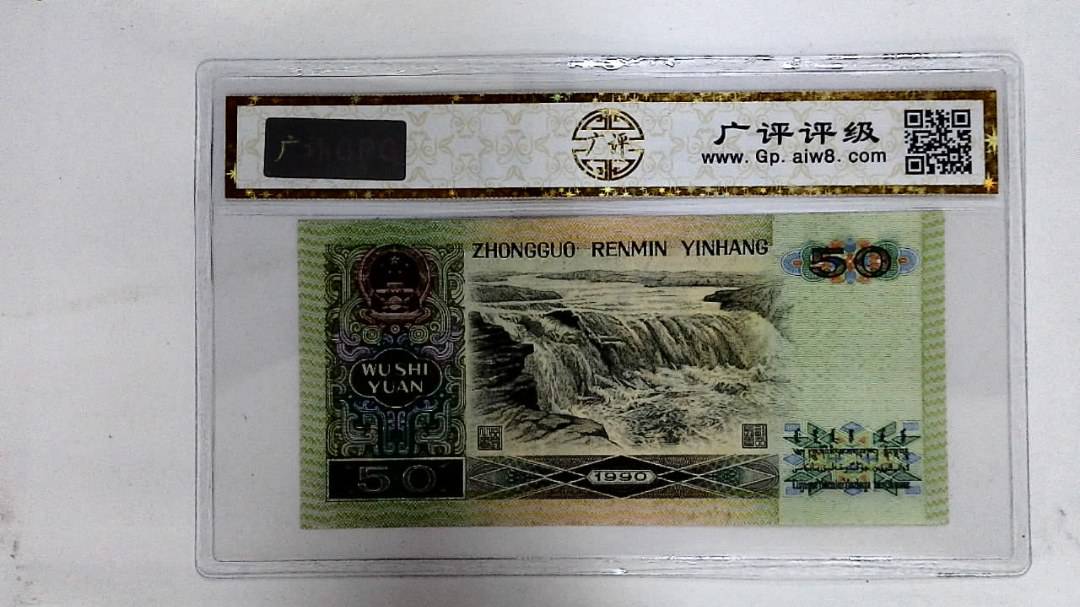 广评
广评评级
www.Gp.aiw8.com
ZHONGGUO RENMIN YINHANG
50
WU SHI
YUAN
50
1990